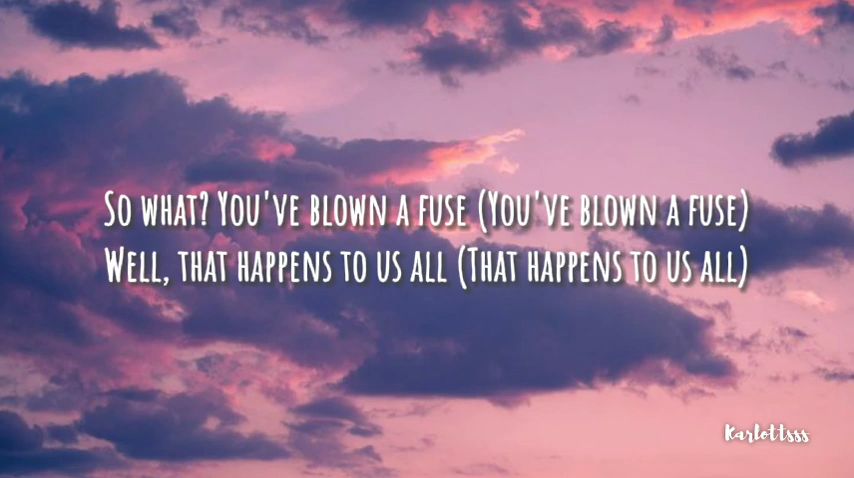 So what? You've blown a fuse (You've blown a fuse)
Well, that happens to us all (That happens to us all)
Karlottsss